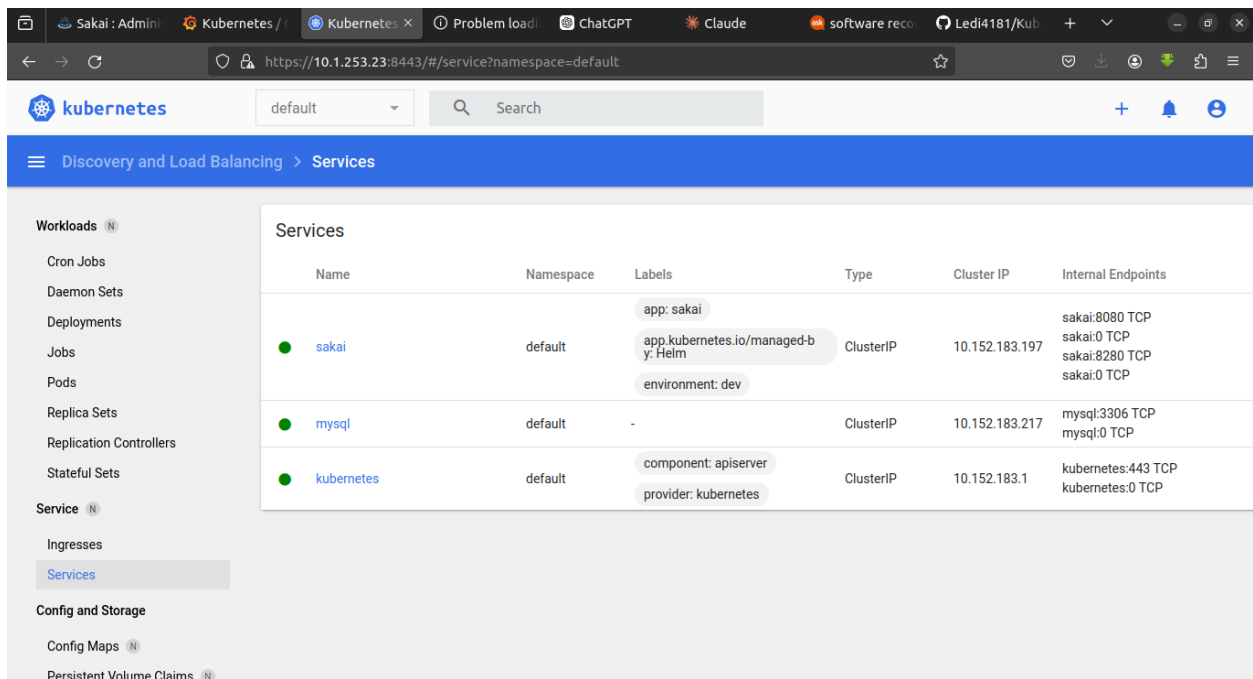 Sakai : Admini
Kubernetes / (
Kubernetes
Problem loadi
ChatGPT
Claude
software reco
Ledi4181/Kub
https://10.1.253.23:8443/#/service?namespace=default
kubernetes
default
Search
Discovery and Load Balancing > Services
Workloads N
Cron Jobs
Daemon Sets
Deployments
Jobs
Pods
Replica Sets
Replication Controllers
Stateful Sets
Service N
Ingresses
Services
Config and Storage
Config Maps N
Persistent Volume Claims N
Services
Name Namespace Labels Type Cluster IP Internal Endpoints
sakai
default
app: sakai
app.kubernetes.io/managed-b
y: Helm
environment: dev
ClusterIP
10.152.183.197
sakai:8080 TCP
sakai:0 TCP
sakai:8280 TCP
sakai:0 TCP
mysql
default
-
ClusterIP
10.152.183.217
mysql:3306 TCP
mysql:0 TCP
kubernetes
default
component: apiserver
provider: kubernetes
ClusterIP
10.152.183.1
kubernetes:443 TCP
kubernetes:0 TCP